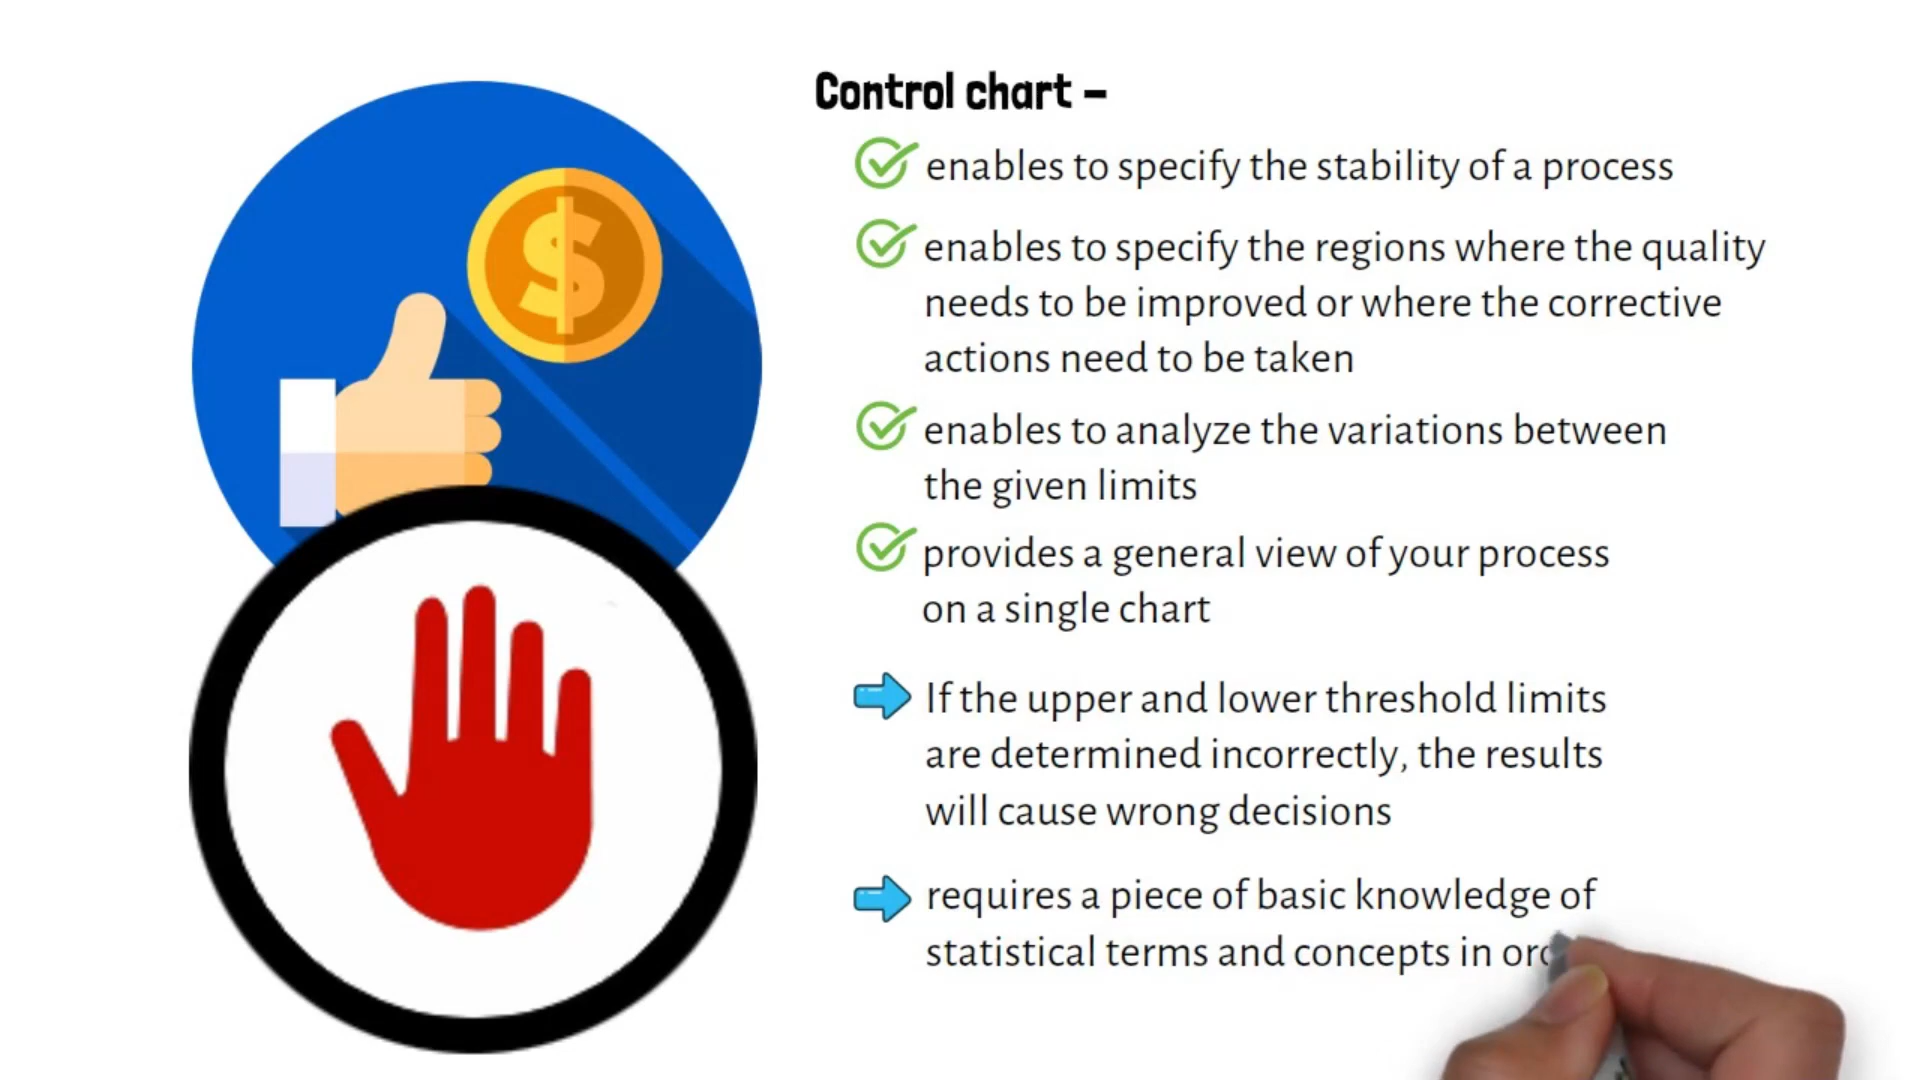 Control chart –
enables to specify the stability of a process
enables to specify the regions where the quality
needs to be improved or where the corrective
actions need to be taken
enables to analyze the variations between
the given limits
provides a general view of your process
on a single chart
If the upper and lower threshold limits
are determined incorrectly, the results
will cause wrong decisions
requires a piece of basic knowledge of
statistical terms and concepts in
$